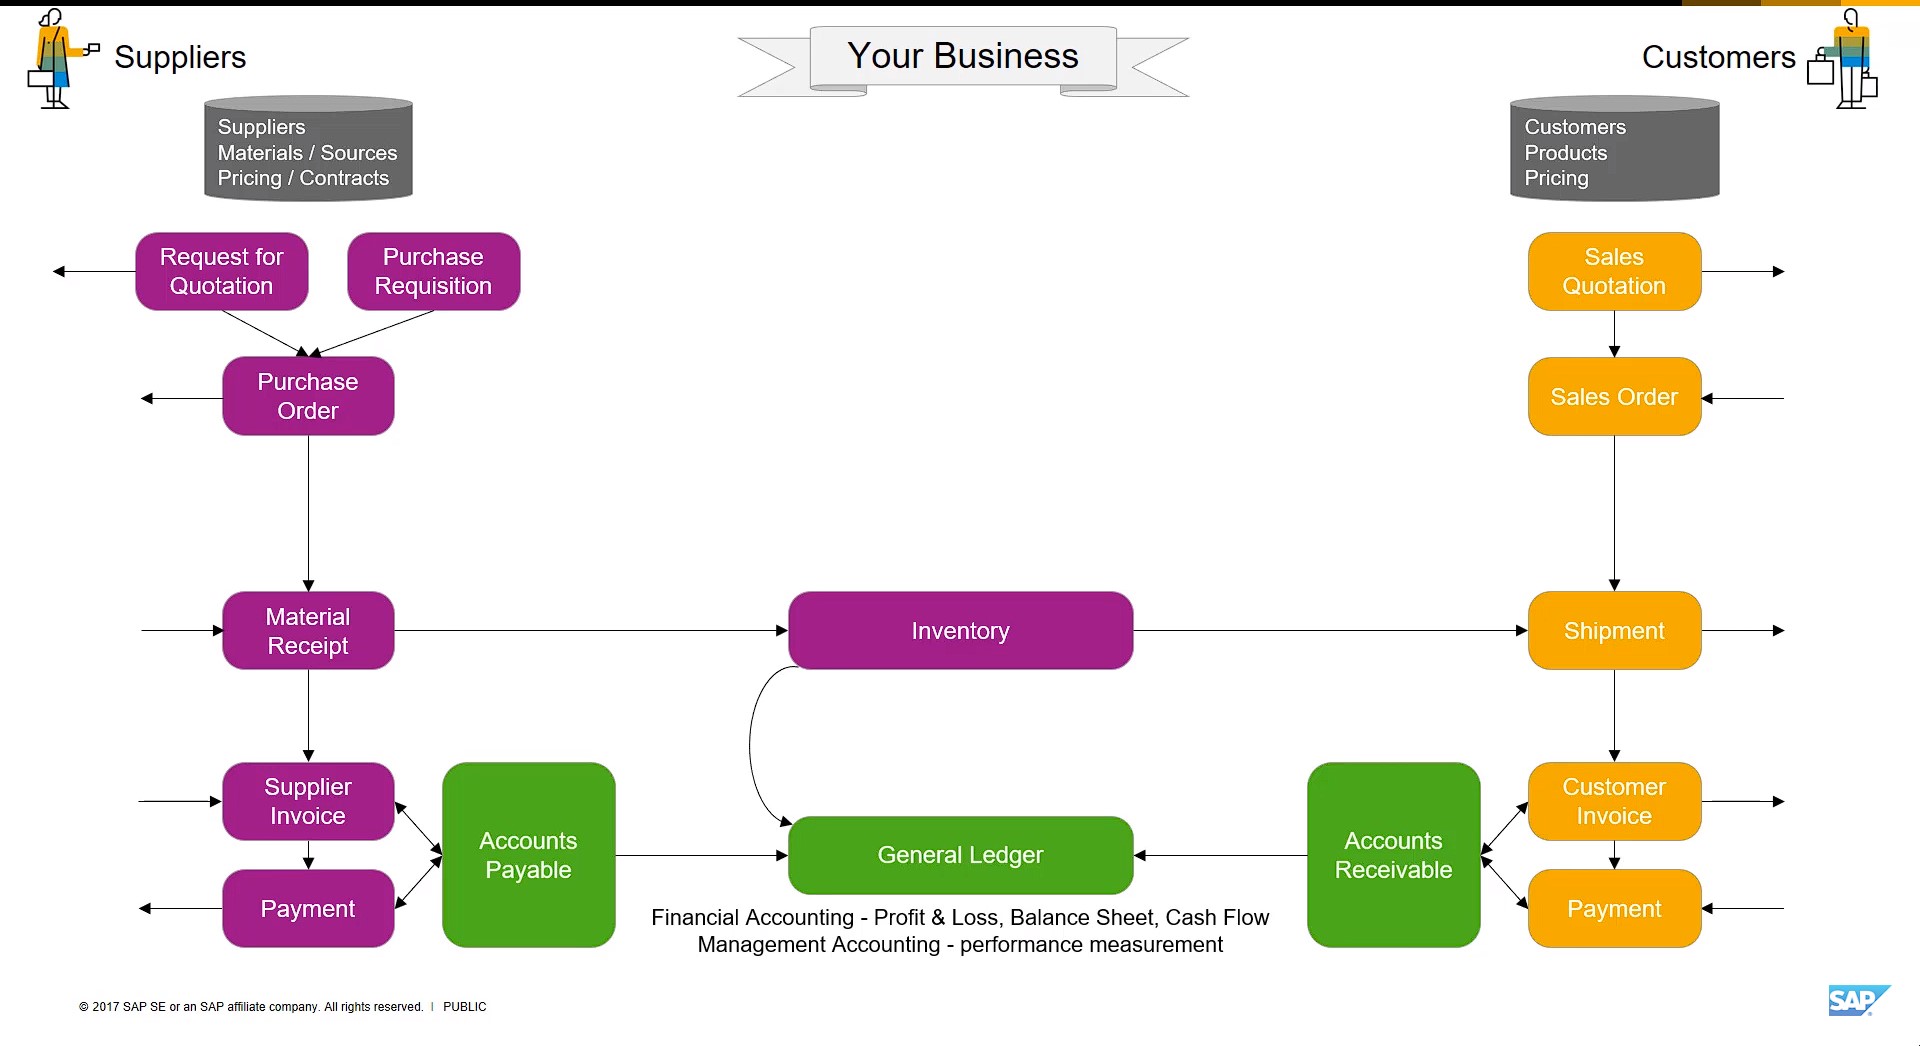 Suppliers
Your Business
Customers
Suppliers
Materials / Sources
Pricing / Contracts
Customers
Products
Pricing
Request for
Quotation
Purchase
Requisition
Sales
Quotation
Purchase
Order
Sales Order
Material
Receipt
Inventory
Shipment
Supplier
Invoice
Accounts
Payable
General Ledger
Accounts
Receivable
Customer
Invoice
Payment
Payment
Financial Accounting - Profit & Loss, Balance Sheet, Cash Flow
Management Accounting - performance measurement
© 2017 SAP SE or an SAP affiliate company. All rights reserved. | PUBLIC
SAP